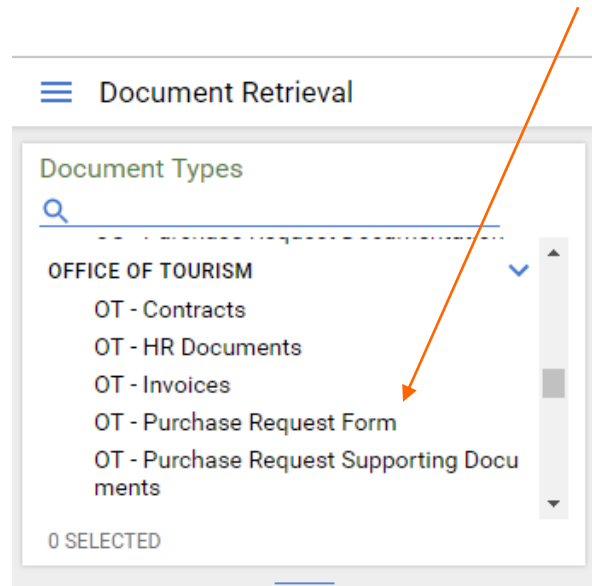 Document Retrieval
Document Types
OFFICE OF TOURISM
OT - Contracts
OT - HR Documents
OT - Invoices
OT - Purchase Request Form
OT - Purchase Request Supporting Docu
ments
0 SELECTED